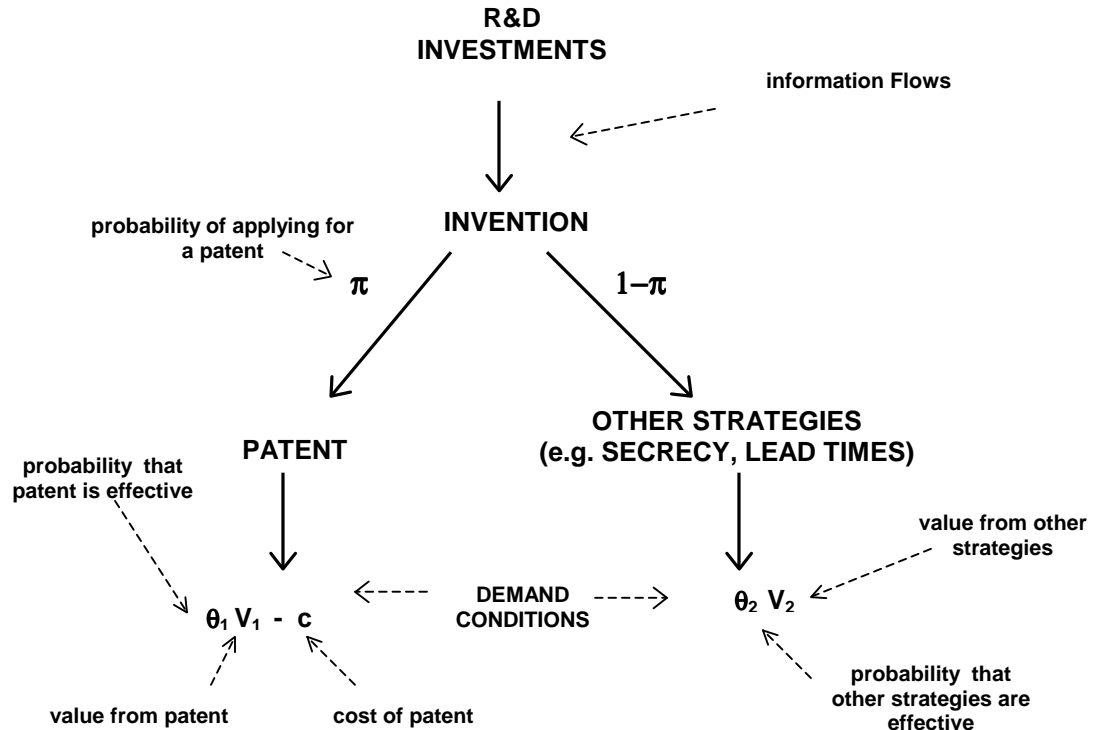 R&D
INVESTMENTS
information Flows
INVENTION
probability of applying for
a patent
π
1−π
OTHER STRATEGIES
(e.g. SECRECY, LEAD TIMES)
PATENT
probability that
patent is effective
value from other
strategies
DEMAND
CONDITIONS
θ₁ V₁ - c
θ₂ V₂
probability that
other strategies are
effective
value from patent
cost of patent